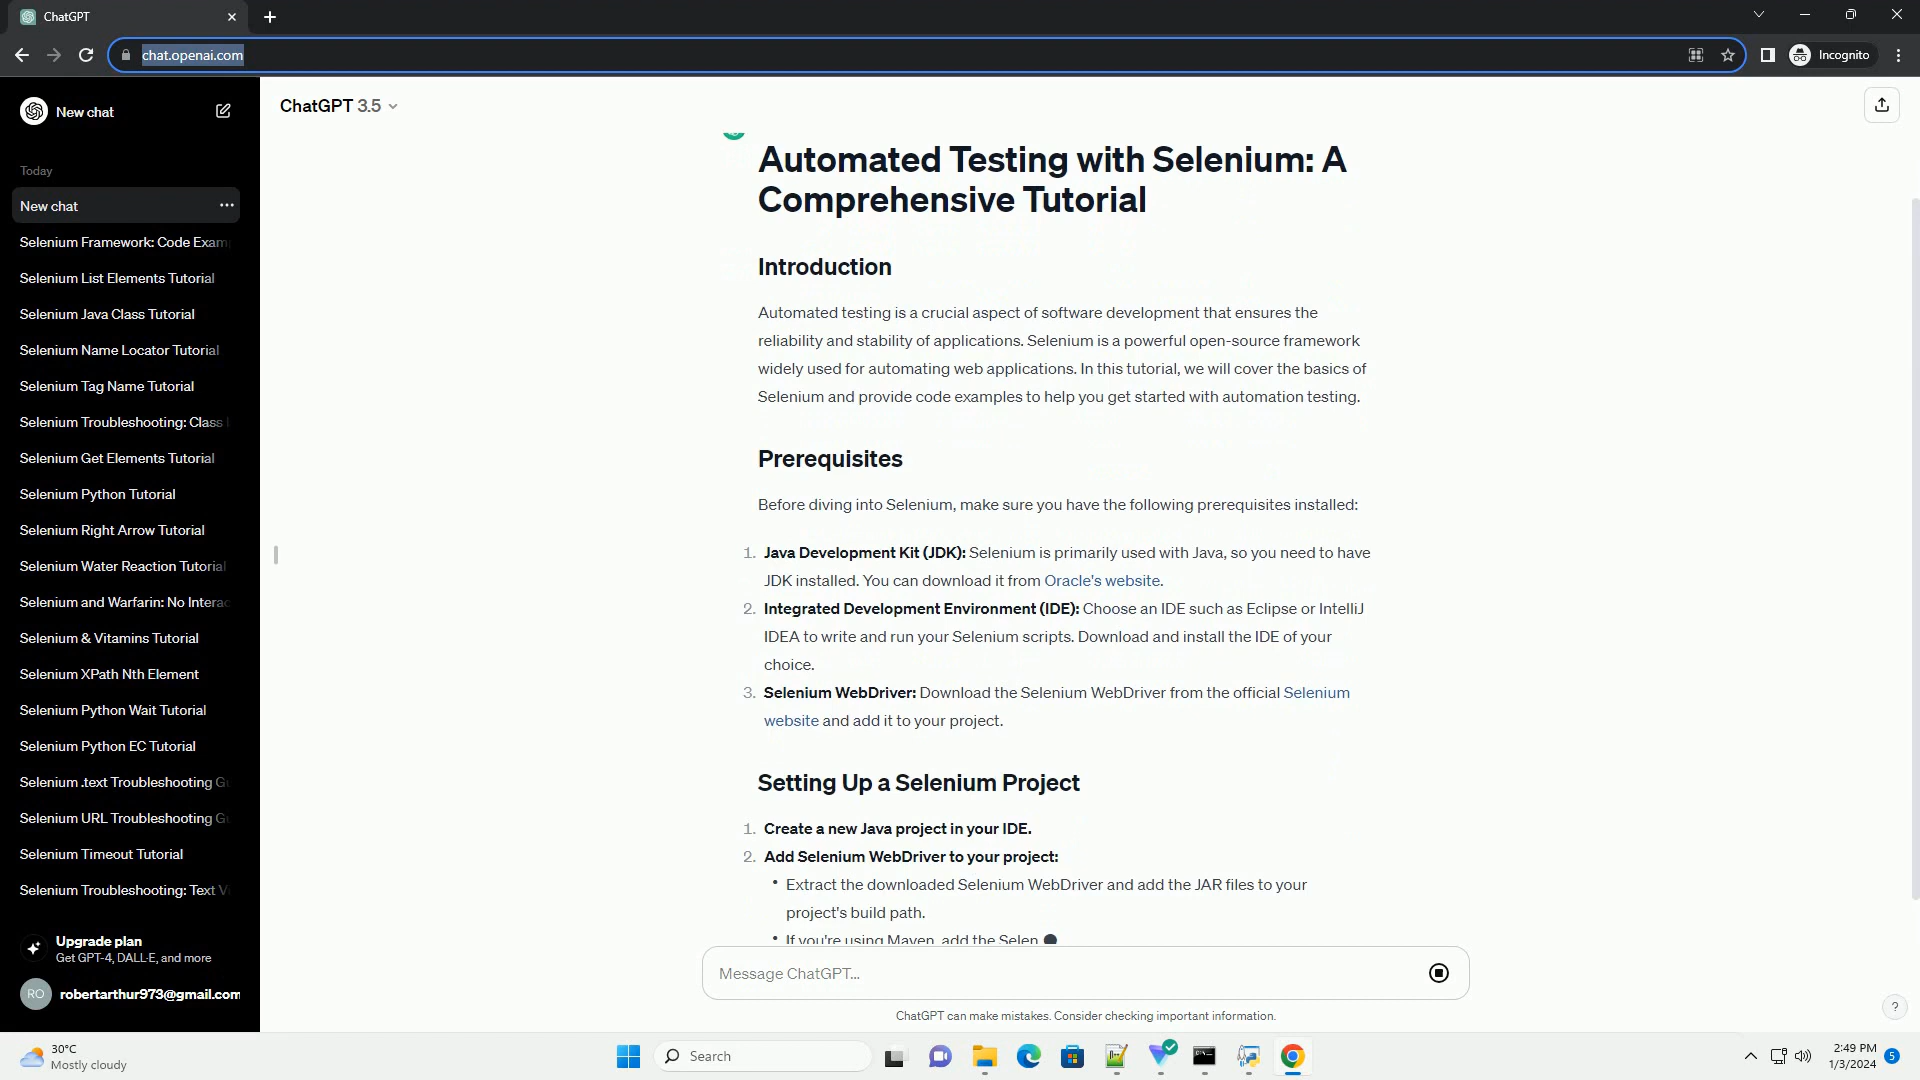 ChatGPT
chat.openai.com
Incognito
New chat
Today
New chat
Selenium Framework: Code Exam
Selenium List Elements Tutorial
Selenium Java Class Tutorial
Selenium Name Locator Tutorial
Selenium Tag Name Tutorial
Selenium Troubleshooting: Class
Selenium Get Elements Tutorial
Selenium Python Tutorial
Selenium Right Arrow Tutorial
Selenium Water Reaction Tutorial
Selenium and Warfarin: No Interac
Selenium & Vitamins Tutorial
Selenium XPath Nth Element
Selenium Python Wait Tutorial
Selenium Python EC Tutorial
Selenium .text Troubleshooting G
Selenium URL Troubleshooting G
Selenium Timeout Tutorial
Selenium Troubleshooting: Text V
Upgrade plan
Get GPT-4, DALL·E, and more
RO
robertarthur973@gmail.com
ChatGPT 3.5
Automated Testing with Selenium: A
Comprehensive Tutorial
Introduction
Automated testing is a crucial aspect of software development that ensures the
reliability and stability of applications. Selenium is a powerful open-source framework
widely used for automating web applications. In this tutorial, we will cover the basics of
Selenium and provide code examples to help you get started with automation testing.
Prerequisites
Before diving into Selenium, make sure you have the following prerequisites installed:
1. Java Development Kit (JDK): Selenium is primarily used with Java, so you need to have
JDK installed. You can download it from Oracle's website.
2. Integrated Development Environment (IDE): Choose an IDE such as Eclipse or IntelliJ
IDEA to write and run your Selenium scripts. Download and install the IDE of your
choice.
3. Selenium WebDriver: Download the Selenium WebDriver from the official Selenium
website and add it to your project.
Setting Up a Selenium Project
1. Create a new Java project in your IDE.
2. Add Selenium WebDriver to your project:
• Extract the downloaded Selenium WebDriver and add the JAR files to your
project's build path.
• If you're using Maven, add the Selen
Message ChatGPT...
ChatGPT can make mistakes. Consider checking important information.
?
30°C
Mostly cloudy
Search
2:49 PM
1/3/2024
5